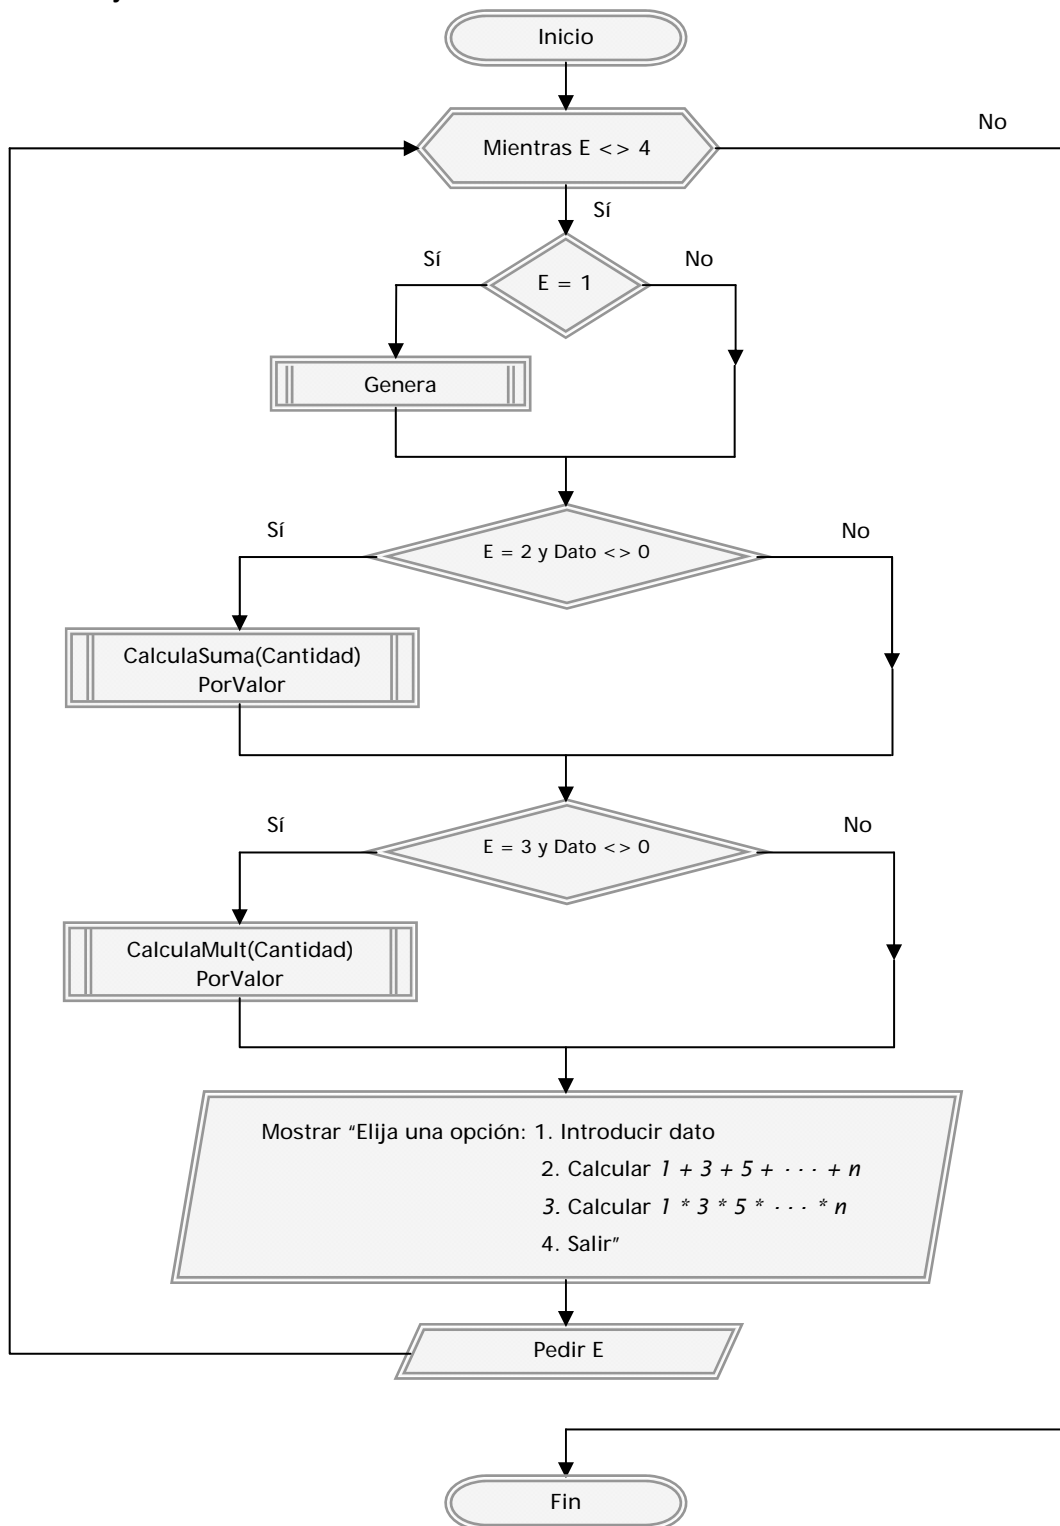 Inicio
No
Mientras E <> 4
Sí
Sí
No
E = 1
Genera
Sí
No
E = 2 y Dato <> 0
CalculaSuma(Cantidad)
PorValor
Sí
No
E = 3 y Dato <> 0
CalculaMult(Cantidad)
PorValor
Mostrar “Elija una opción: 1. Introducir dato
2. Calcular 1 + 3 + 5 + · · · + n
3. Calcular 1 * 3 * 5 * · · · * n
4. Salir”
Pedir E
Fin